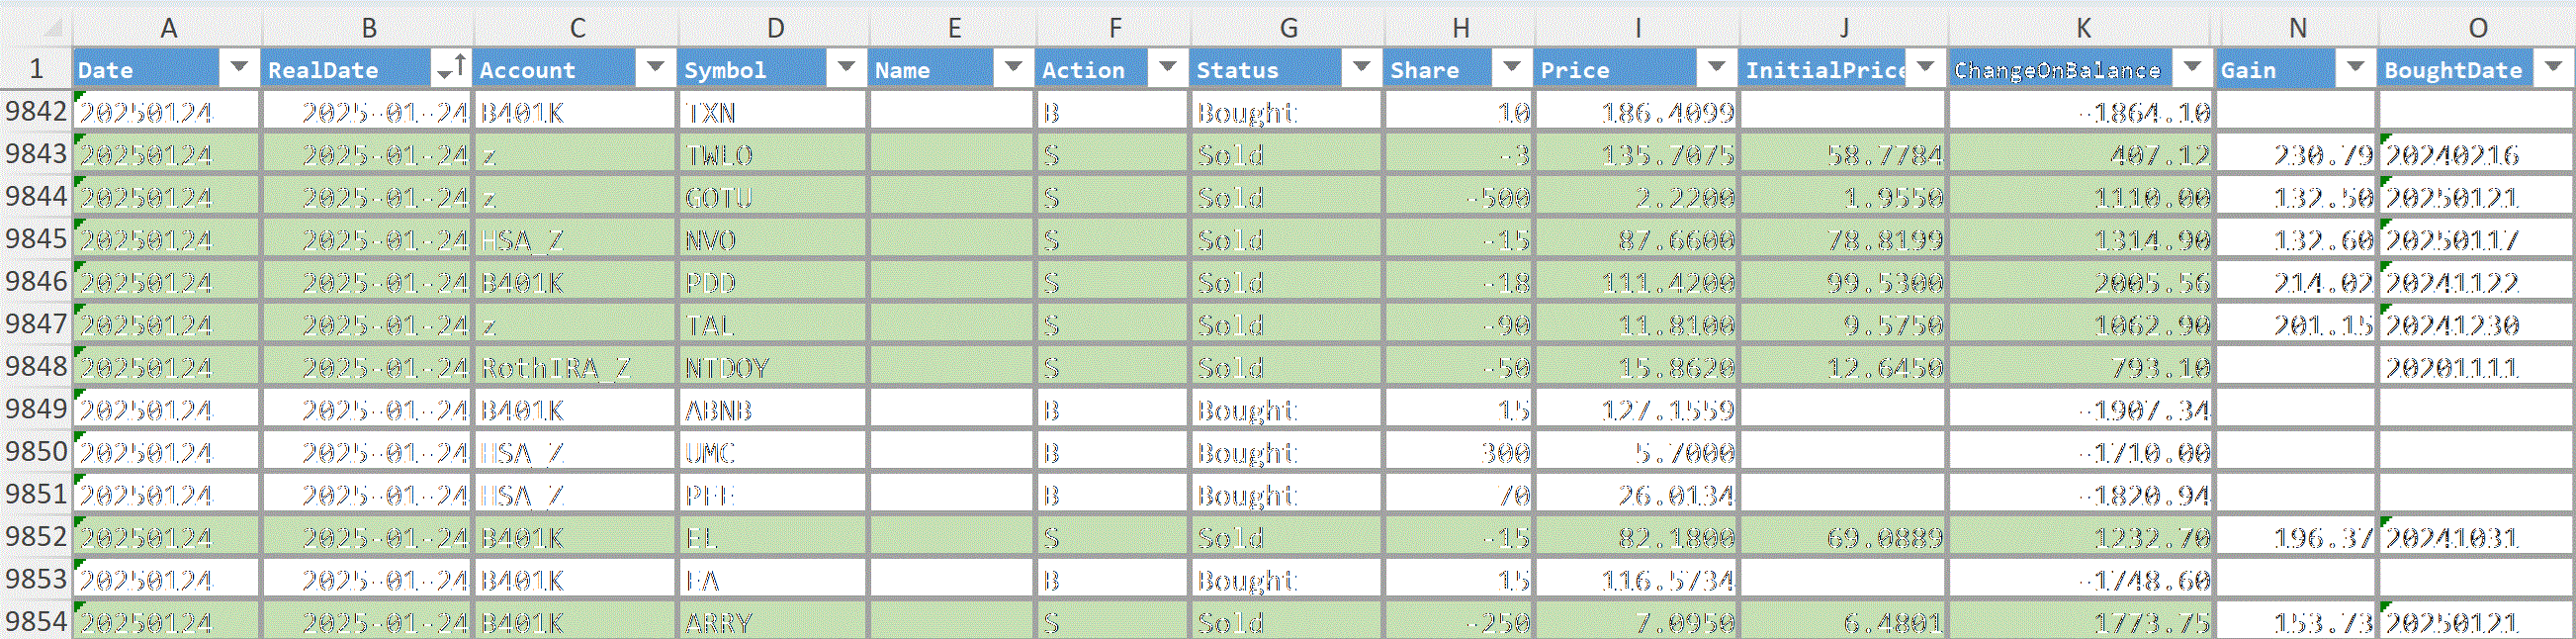 A B C D E F G H I J K N O
1 Date RealDate Account Symbol Name Action Status Share Price InitialPrice ChangeOnBalance Gain BoughtDate
9842 20250124 2025-01-24 B401K TXN B Bought 10 186.4099 -1864.10
9843 20250124 2025-01-24 z TWLO S Sold -3 135.7075 58.7784 407.12 230.79 20240216
9844 20250124 2025-01-24 z GOTU S Sold -500 2.2200 1.9550 1110.00 132.50 20250121
9845 20250124 2025-01-24 HSA_Z NVO S Sold -15 87.6600 78.8199 1314.90 132.60 20250117
9846 20250124 2025-01-24 B401K PDD S Sold -18 111.4200 99.5300 2005.56 214.02 20241122
9847 20250124 2025-01-24 z TAL S Sold -90 11.8100 9.5750 1062.90 201.15 20241230
9848 20250124 2025-01-24 RothIRA_Z NTDOY S Sold -50 15.8620 12.6450 793.10 20201111
9849 20250124 2025-01-24 B401K ABNB B Bought 15 127.1559 -1907.34
9850 20250124 2025-01-24 HSA_Z UMC B Bought 300 5.7000 -1710.00
9851 20250124 2025-01-24 HSA_Z PFE B Bought 70 26.0134 -1820.94
9852 20250124 2025-01-24 B401K EL S Sold -15 82.1800 69.0889 1232.70 196.37 20241031
9853 20250124 2025-01-24 B401K EA B Bought 15 116.5734 -1748.60
9854 20250124 2025-01-24 B401K ARRY S Sold -250 7.0950 6.4801 1773.75 153.73 20250121